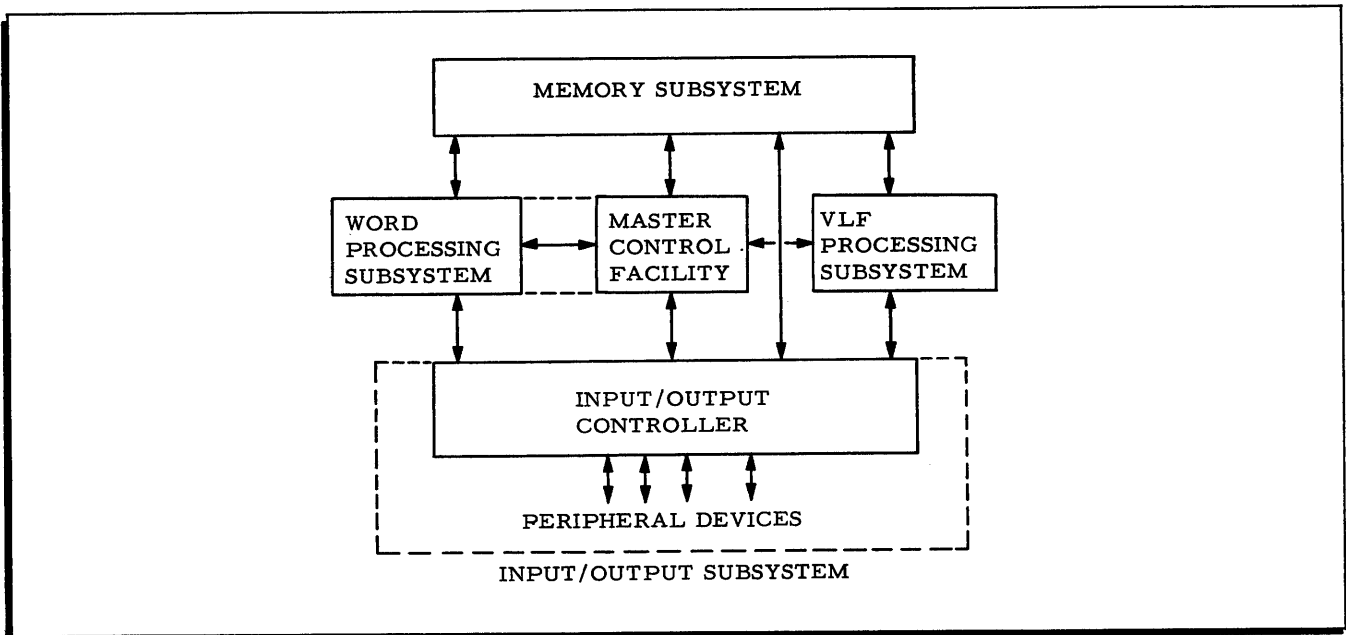 MEMORY SUBSYSTEM
WORD
PROCESSING
SUBSYSTEM
MASTER
CONTROL
FACILITY
VLF
PROCESSING
SUBSYSTEM
INPUT/OUTPUT
CONTROLLER
PERIPHERAL DEVICES
INPUT/OUTPUT SUBSYSTEM